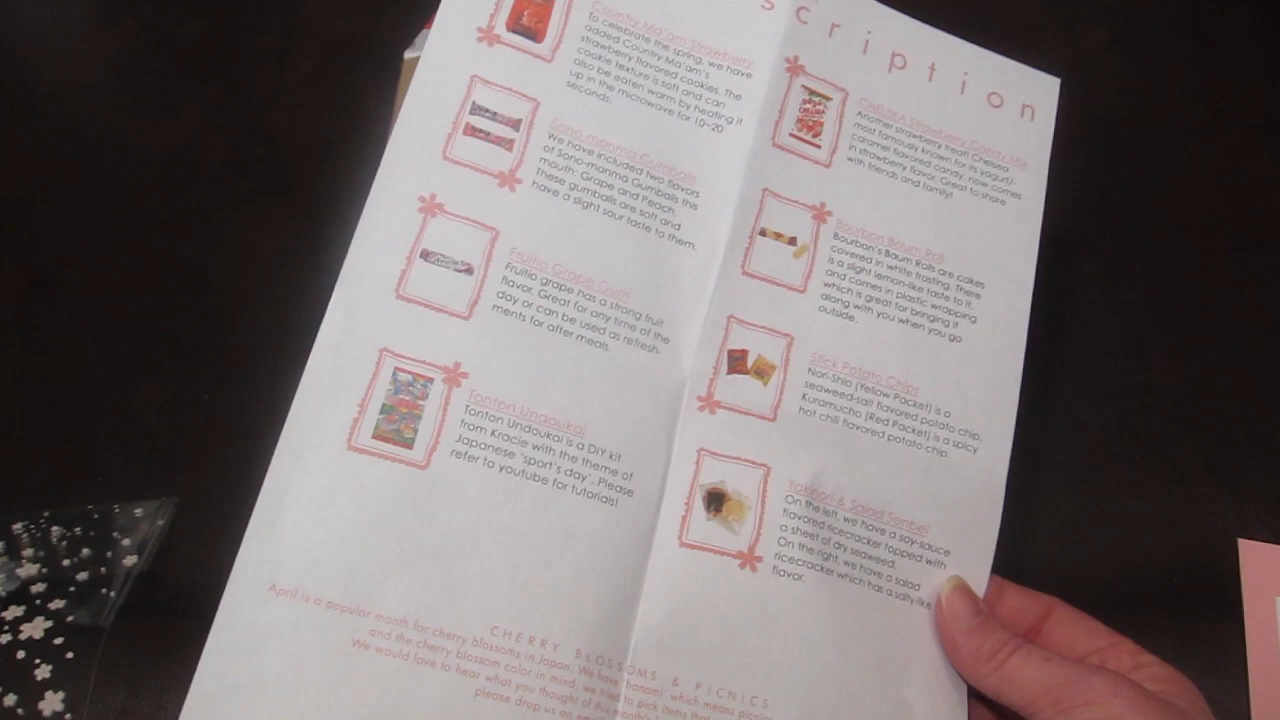 scription
Country Ma'am Strawberry
To celebrate the spring, we have
added Country Ma'am's
strawberry flavored cookies. The
cookie texture is soft and can
also be eaten warm by heating it
up in the microwave for 10~20
seconds.
Sono-manma Gumballs
We have included two flavors
of Sono-manma Gumballs this
mouth: Grape and Peach.
These gumballs are soft and
have a slight sour taste to them.
Fruitio Grape Gum
Fruitio grape has a strong fruit
flavor. Great for any time of the
day or can be used as refresh-
ments for after meals.
Tonton Undoukai
Tonton Undoukai is a DIY kit
from Kracie with the theme of
Japanese 'sport's day'. Please
refer to youtube for tutorials!
CHELSEA Strawberry Candy Mix
Another strawberry treat! Chelsea
most famously known for its yogurt/-
caramel flavored candy, now comes
in strawberry flavor. Great to share
with friends and family!
Bourbon Baum Roll
Bourbon's Baum Rolls are cakes
covered in white frosting. There
is a slight lemon-like taste to it,
and comes in plastic wrapping
which is great for bringing it
along with you when you go
outside.
Stick Potato Chips
Nori-Shio (Yellow Packet) is a
seaweed-salt flavored potato chip.
Kuramucho (Red Packet) is a spicy
hot chili flavored potato chip.
Yakinori & Salad Senbei
On the left, we have a soy-sauce
flavored ricecracker topped with
a sheet of dry seaweed.
On the right, we have a salad
ricecracker which has a salty-like
flavor.
CHERRY BLOSSOMS & PICNICS
April is a popular month for cherry blossoms in Japan. We have 'hanami' which means picnic
and the cherry blossom color in mind, we tried to pick items that
We would love to hear what you thought of this month's
please drop us an